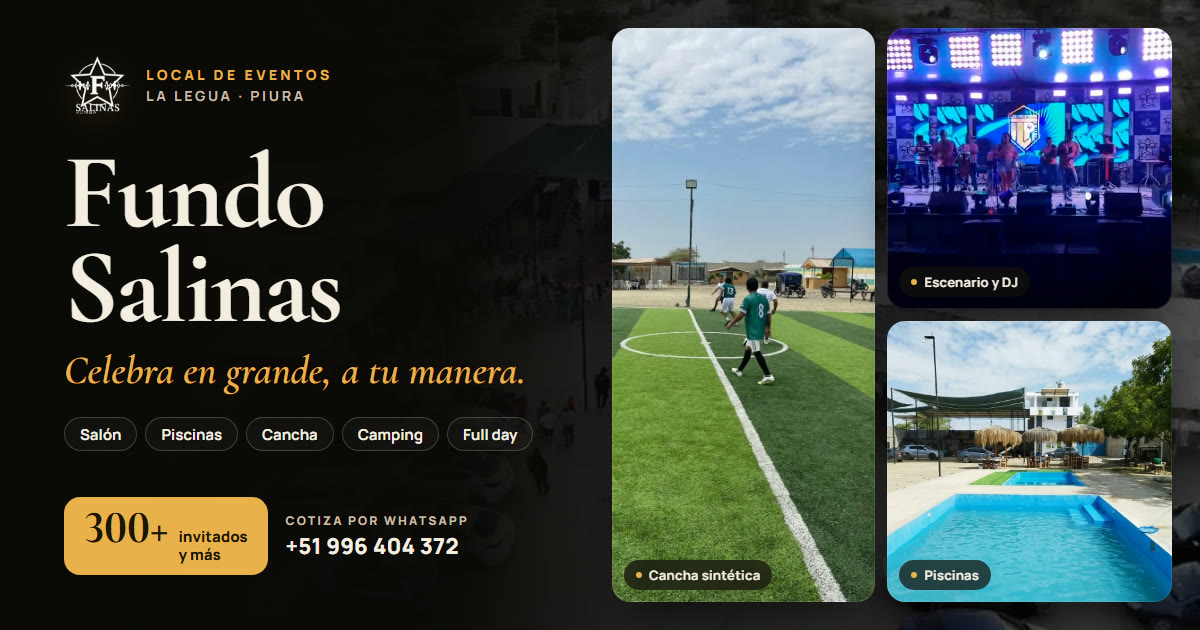 F
SALINAS
LOCAL DE EVENTOS
LA LEGUA · PIURA
Fundo
Salinas
Celebra en grande, a tu manera.
Salón
Piscinas
Cancha
Camping
Full day
300+ invitados
y más
COTIZA POR WHATSAPP
+51 996 404 372
8
Cancha sintética
Escenario y DJ
Piscinas